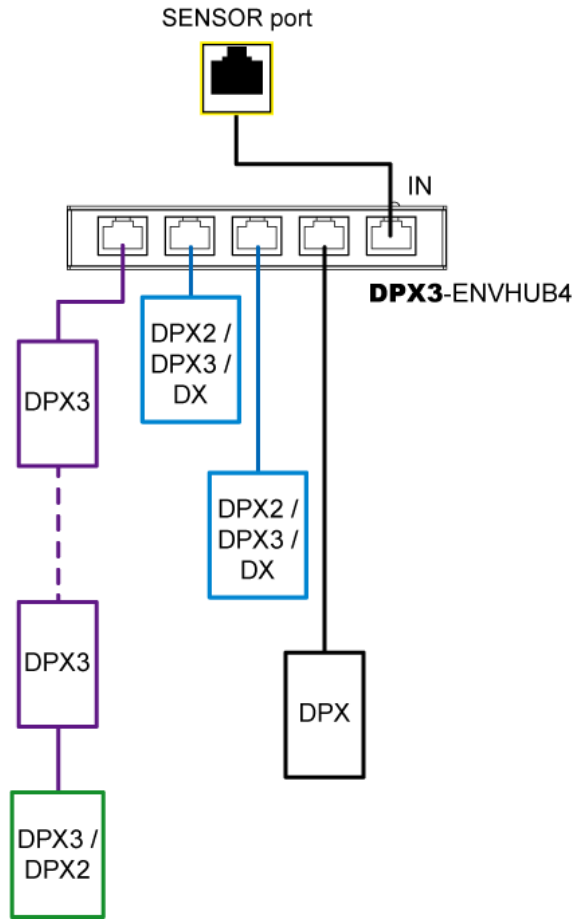 SENSOR port
IN
DPX3-ENVHUB4
DPX2 /
DPX3 /
DX
DPX3
DPX2 /
DPX3 /
DX
DPX3
DPX
DPX3 /
DPX2